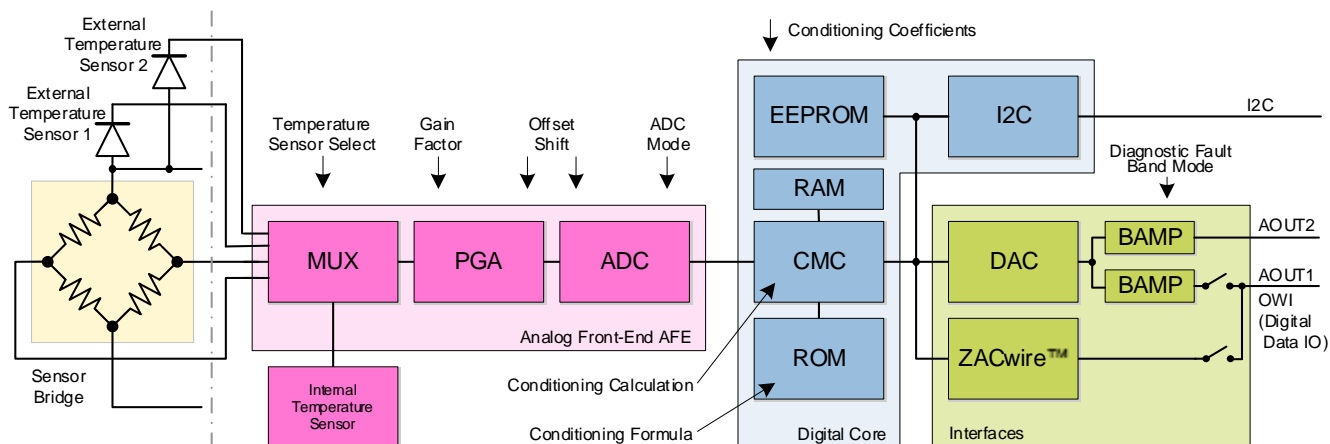 External
Temperature
Sensor 2
External
Temperature
Sensor 1
Sensor
Bridge
Temperature
Sensor Select
Gain
Factor
Offset
Shift
ADC
Mode
MUX
PGA
ADC
Analog Front-End AFE
Internal
Temperature
Sensor
Conditioning Coefficients
EEPROM
I2C
RAM
CMC
ROM
Conditioning Calculation
Conditioning Formula
Digital Core
I2C
Diagnostic Fault
Band Mode
DAC
BAMP
BAMP
ZACwire™
Interfaces
AOUT2
AOUT1
OWI
(Digital
Data IO)